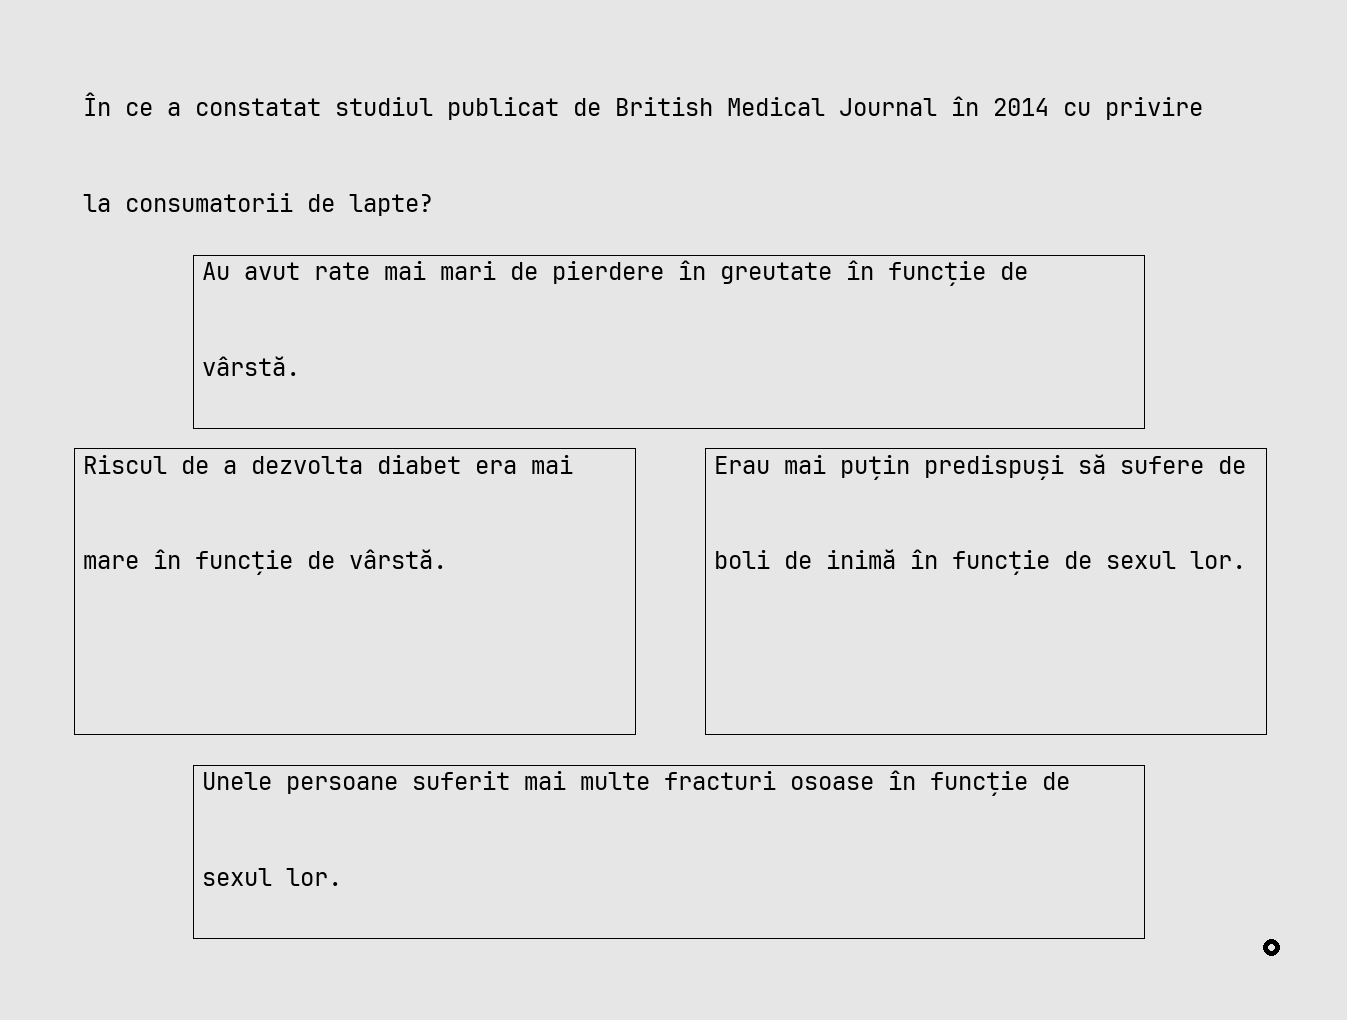 În ce a constatat studiul publicat de British Medical Journal în 2014 cu privire
la consumatorii de lapte?
Au avut rate mai mari de pierdere în greutate în funcție de
vârstă.
Riscul de a dezvolta diabet era mai
mare în funcție de vârstă.
Erau mai puțin predispuși să sufere de
boli de inimă în funcție de sexul lor.
Unele persoane suferit mai multe fracturi osoase în funcție de
sexul lor.